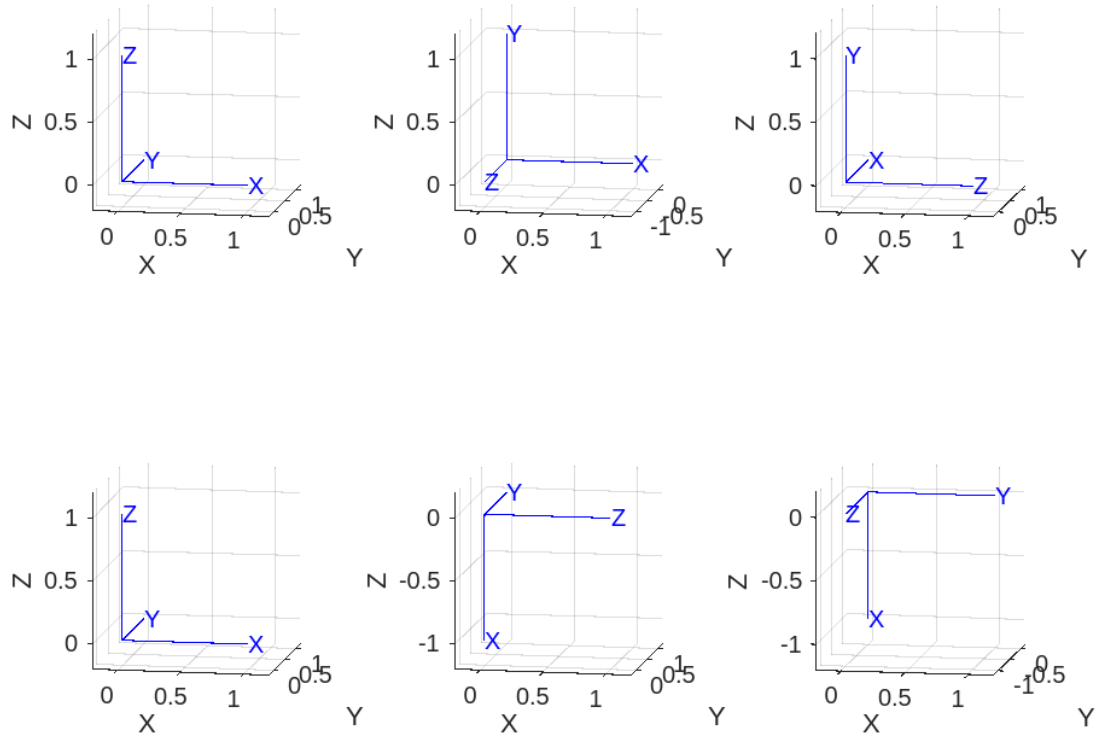 Z Y Y
1 1 1
Z 0.5 Z 0.5 Z 0.5
Y X X
0 X 0 Z 0 Z
0 0.5 1 0 0.5 1 0 0.5 1 -1 -0.5 0 0 0.5 1 0 0.5 1
X Y X Y X Y
Z Y Z Y
1 0 Z 0
Z 0.5 Z -0.5 Z -0.5
Y X
0 X -1 X -1
0 0.5 1 0 0.5 1 0 0.5 1 0 0.5 1 0 0.5 1 -1 -0.5 0
X Y X Y X Y